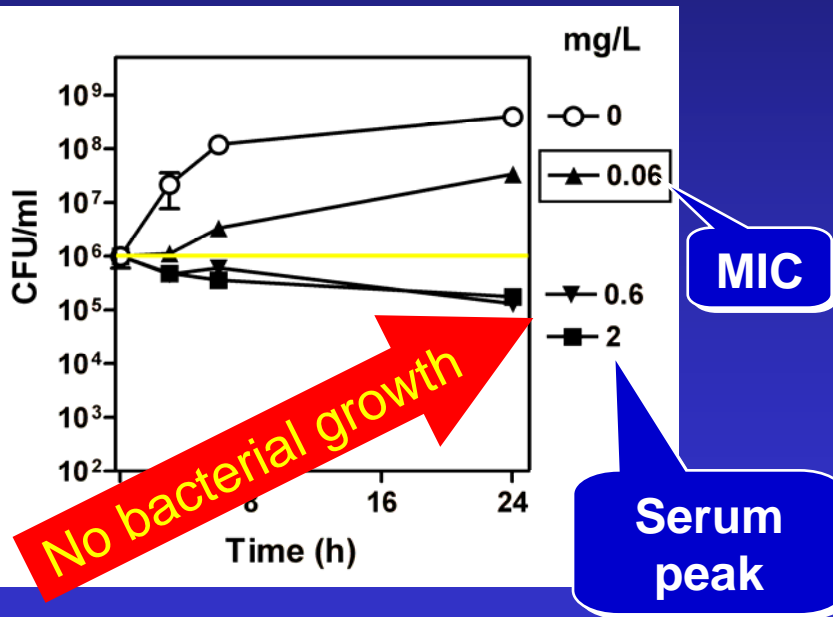 mg/L
10⁹
0
10⁸
10⁷
0.06
CFU/ml
10⁶
MIC
10⁵
0.6
2
10⁴
No bacterial growth
10³
10²
8
16
24
Time (h)
Serum
peak